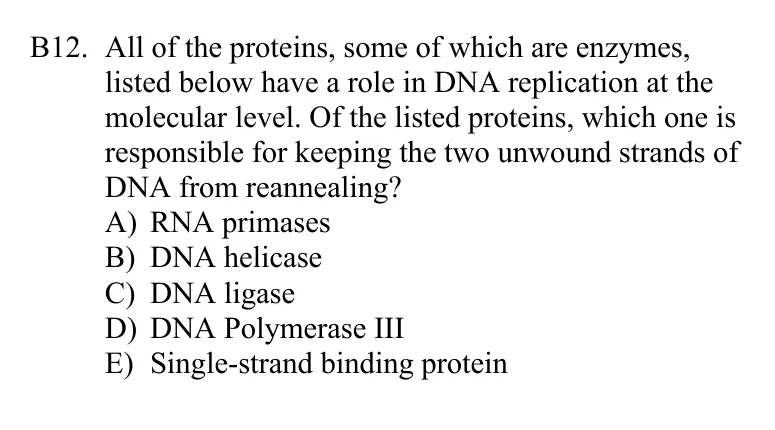 B12. All of the proteins, some of which are enzymes,
listed below have a role in DNA replication at the
molecular level. Of the listed proteins, which one is
responsible for keeping the two unwound strands of
DNA from reannealing?
A) RNA primases
B) DNA helicase
C) DNA ligase
D) DNA Polymerase III
E) Single-strand binding protein